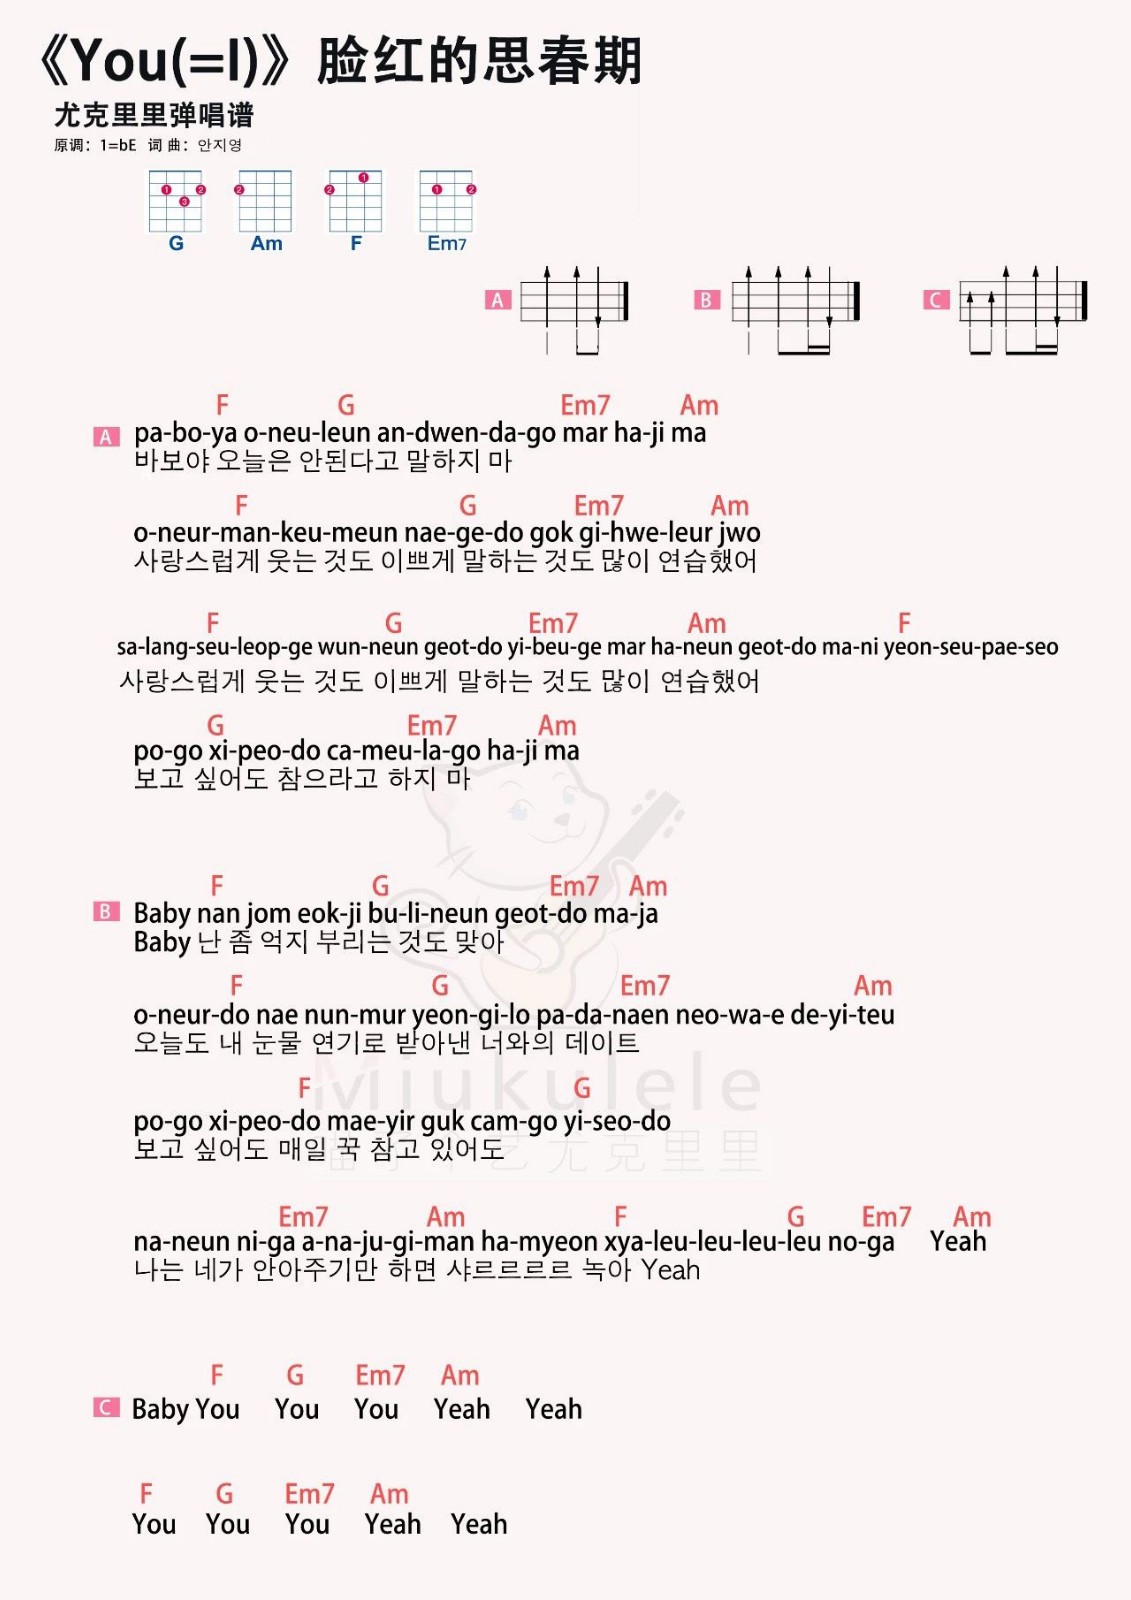 《You(=I)》脸红的思春期
尤克里里弹唱谱
原调：1=bE 词 曲：안지영
1 2 3 2 2 1 1 2
G Am F Em7
A B C
F G Em7 Am
A pa-bo-ya o-neu-leun an-dwen-da-go mar ha-ji ma
바보야 오늘은 안된다고 말하지 마
F G Em7 Am
o-neur-man-keu-meun nae-ge-do gok gi-hwe-leur jwo
사랑스럽게 웃는 것도 이쁘게 말하는 것도 많이 연습했어
F G Em7 Am F
sa-lang-seu-leop-ge wun-neun geot-do yi-beu-ge mar ha-neun geot-do ma-ni yeon-seu-pae-seo
사랑스럽게 웃는 것도 이쁘게 말하는 것도 많이 연습했어
G Em7 Am
po-go xi-peo-do ca-meu-la-go ha-ji ma
보고 싶어도 참으라고 하지 마
F G Em7 Am
B Baby nan jom eok-ji bu-li-neun geot-do ma-ja
Baby 난 좀 억지 부리는 것도 맞아
F G Em7 Am
o-neur-do nae nun-mur yeon-gi-lo pa-da-naen neo-wa-e de-yi-teu
오늘도 내 눈물 연기로 받아낸 너와의 데이트
Miukulele
F G
po-go xi-peo-do mae-yir guk cam-go yi-seo-do
보고 싶어도 매일 꾹 참고 있어도
艺尤克里里
Em7 Am F G Em7 Am
na-neun ni-ga a-na-ju-gi-man ha-myeon xya-leu-leu-leu-leu no-ga Yeah
나는 네가 안아주기만 하면 샤르르르르 녹아 Yeah
F G Em7 Am
C Baby You You You Yeah Yeah
F G Em7 Am
You You You Yeah Yeah